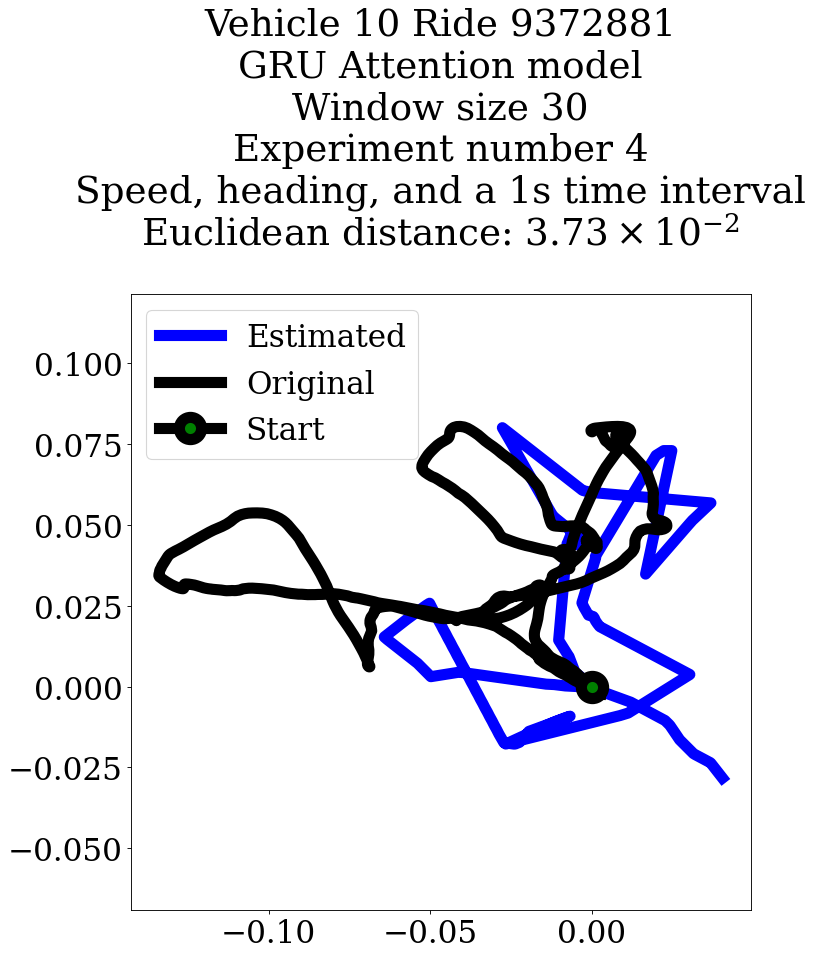 Vehicle 10 Ride 9372881
GRU Attention model
Window size 30
Experiment number 4
Speed, heading, and a 1s time interval
Euclidean distance: 3.73 × 10⁻²
Estimated
Original
Start
0.100
0.075
0.050
0.025
0.000
−0.025
−0.050
−0.10
−0.05
0.00